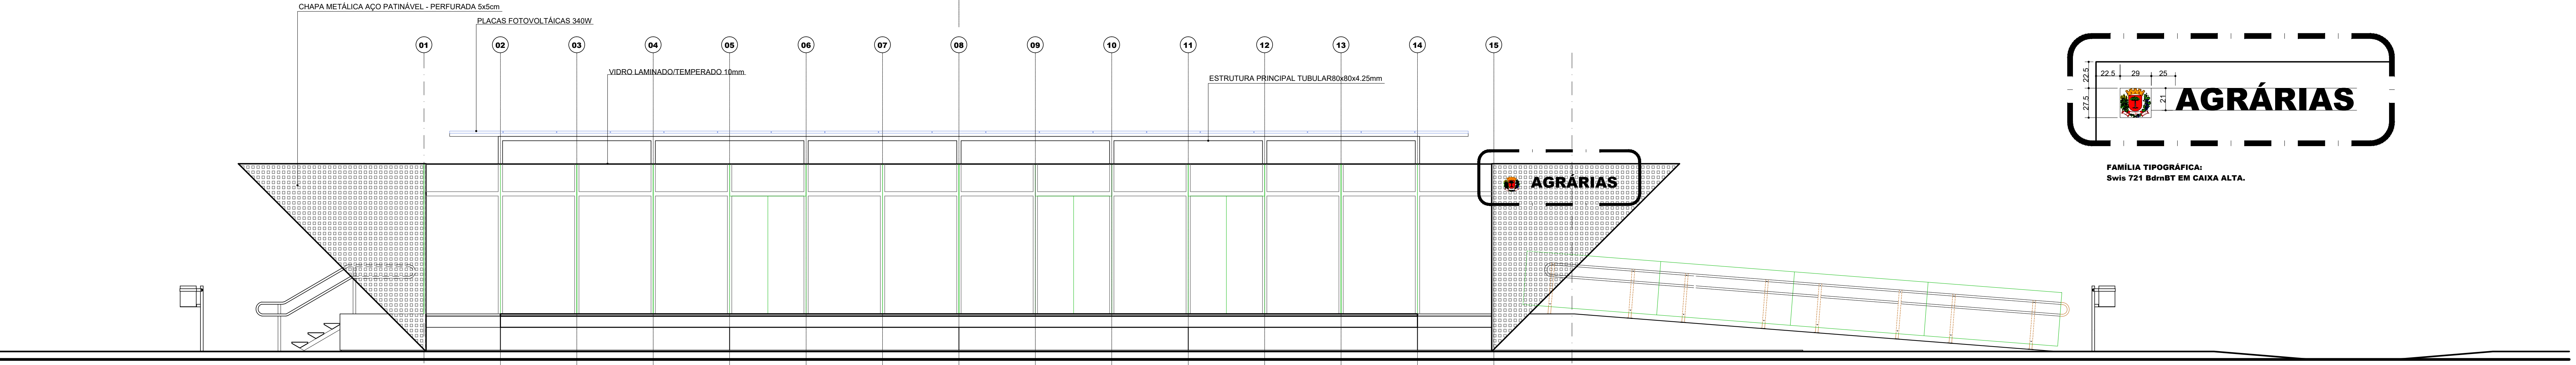 CHAPA METÁLICA AÇO PATINÁVEL - PERFURADA 5x5cm
PLACAS FOTOVOLTÁICAS 340W
01 02 03 04 05 06 07 08 09 10 11 12 13 14 15
VIDRO LAMINADO/TEMPERADO 10mm
ESTRUTURA PRINCIPAL TUBULAR80x80x4.25mm
AGRÁRIAS
22.5
22.5 29 25
27.5
21
AGRÁRIAS
FAMÍLIA TIPOGRÁFICA:
Swis 721 BdrnBT EM CAIXA ALTA.